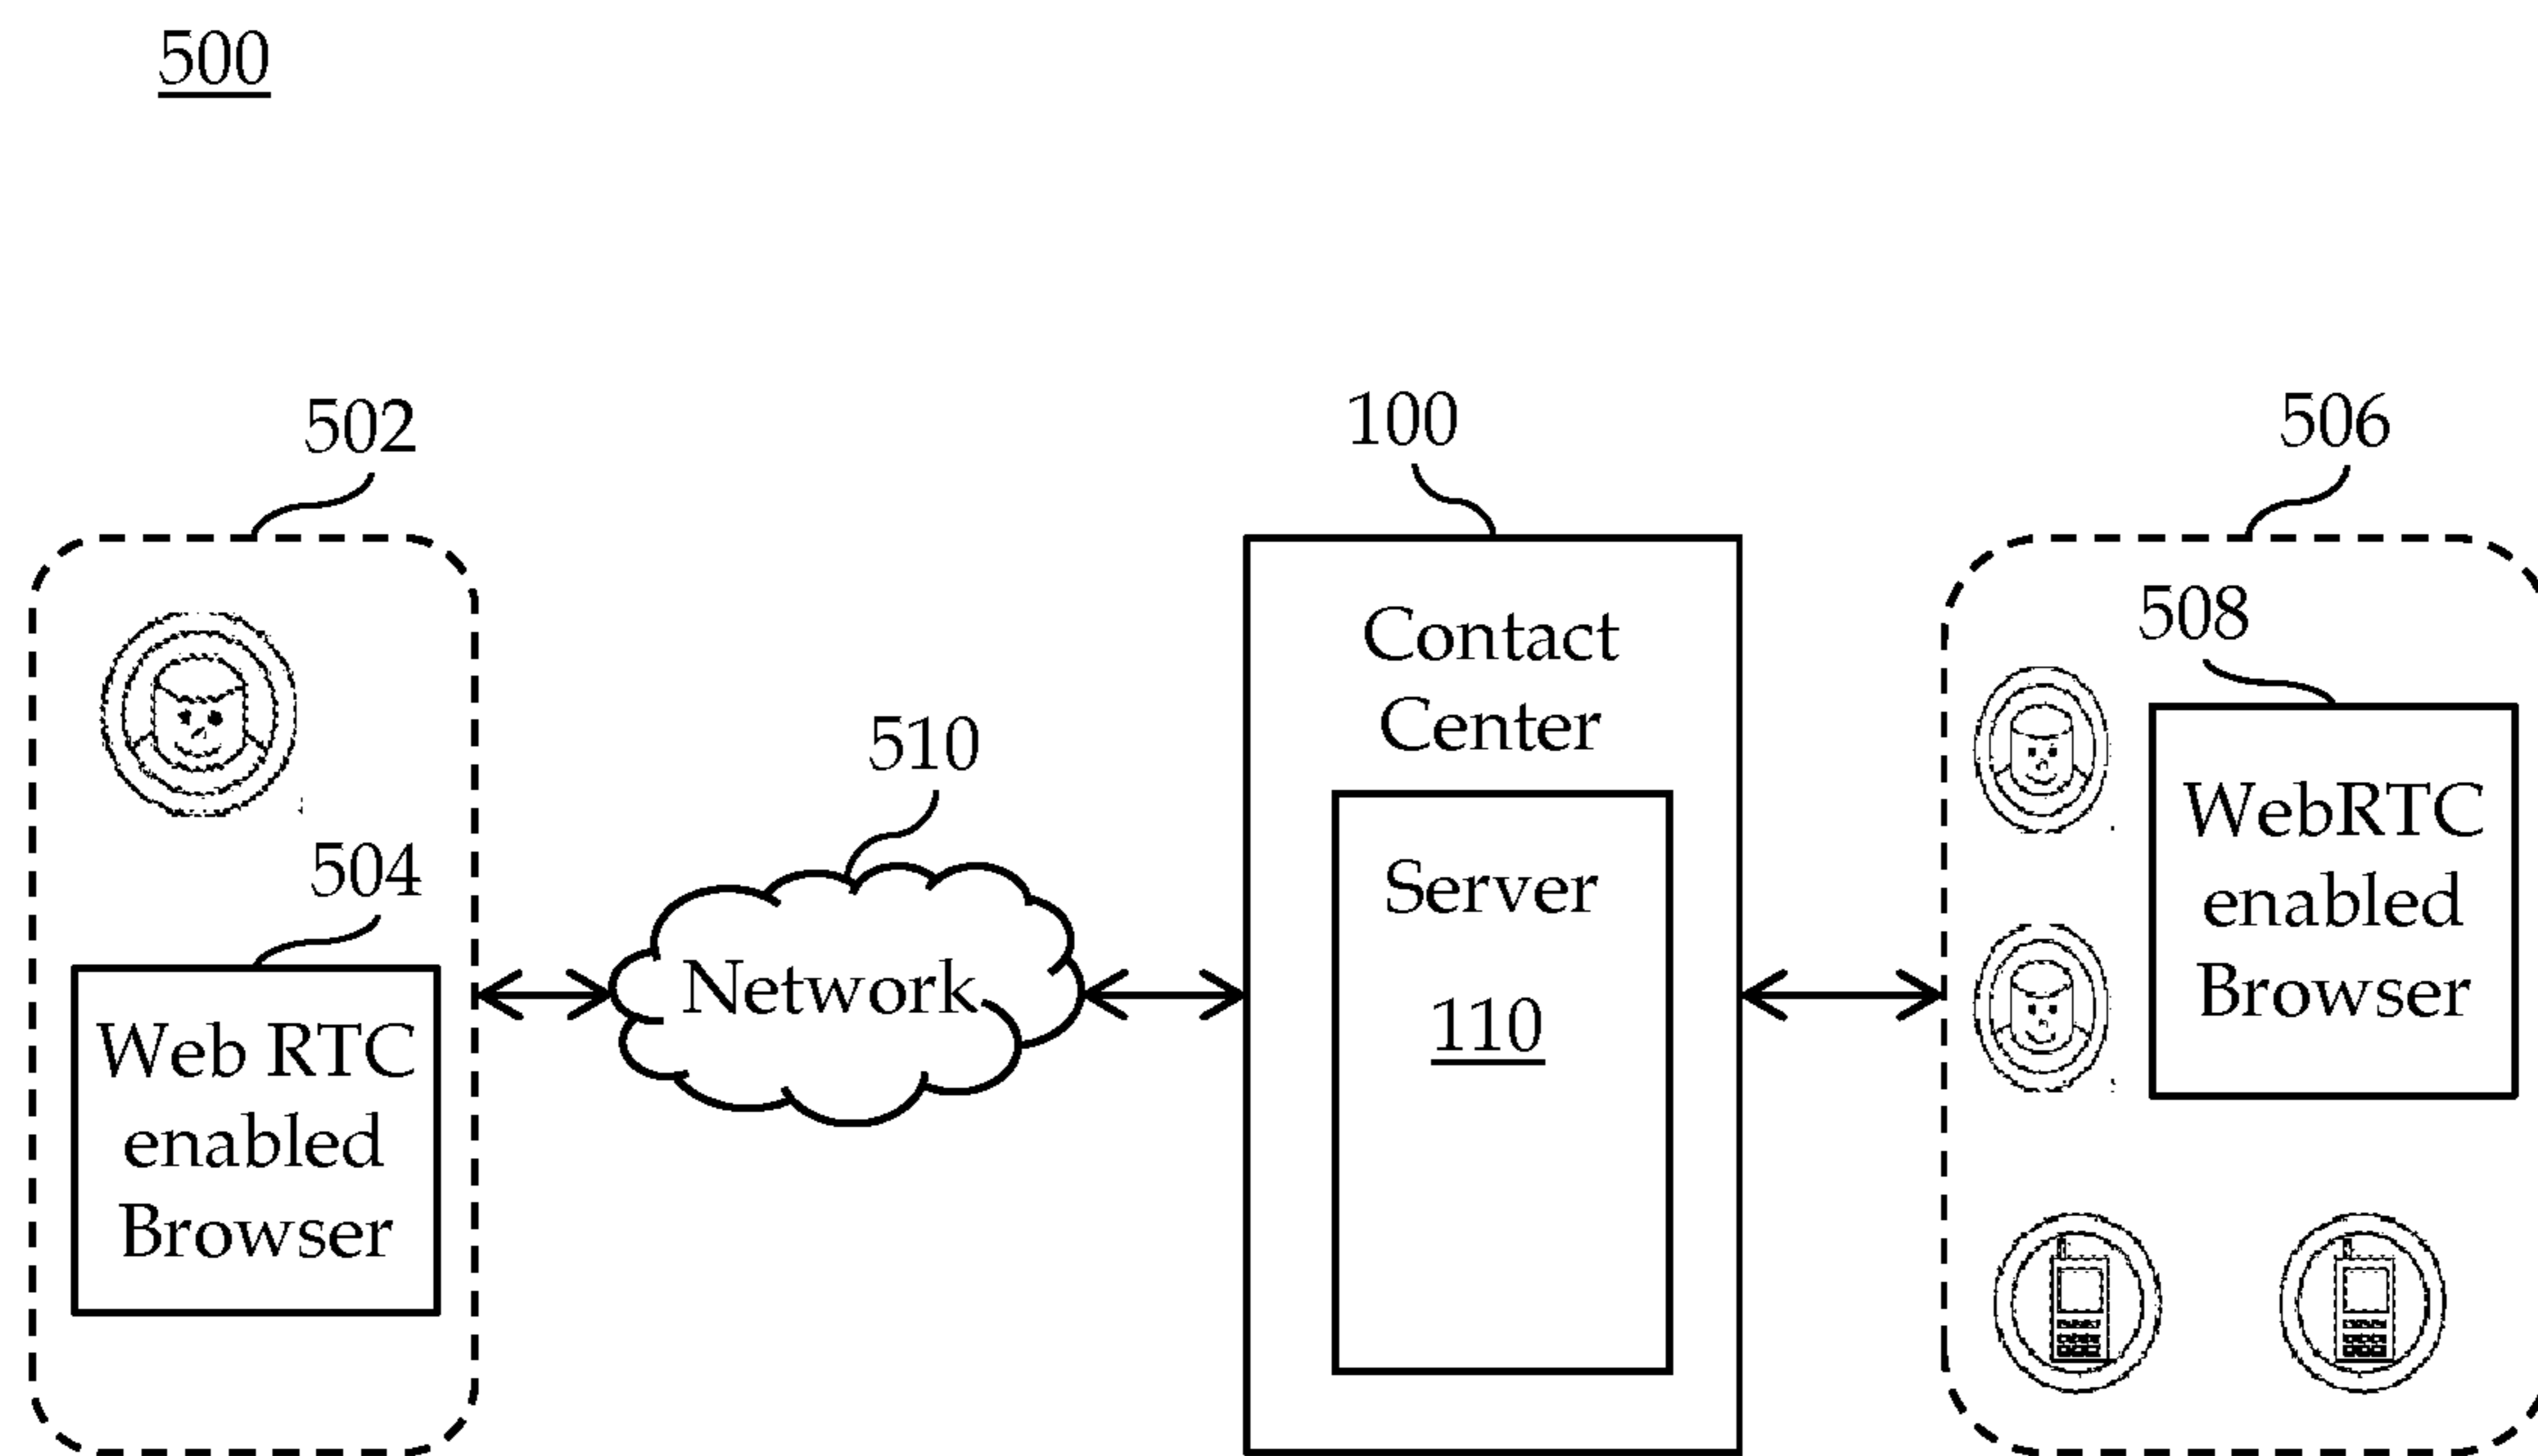 500
502
504
Web RTC
enabled
Browser
510
Network
100
Contact
Center
Server
110
506
508
WebRTC
enabled
Browser